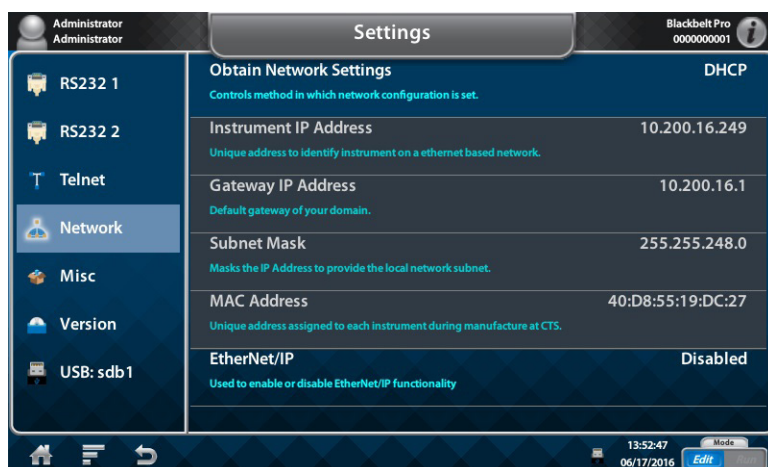 Administrator
Administrator
Settings
Blackbelt Pro
0000000001
RS232 1
RS232 2
Telnet
Network
Misc
Version
USB: sdb1
Obtain Network Settings
DHCP
Controls method in which network configuration is set.
Instrument IP Address
10.200.16.249
Unique address to identify instrument on a ethernet based network.
Gateway IP Address
10.200.16.1
Default gateway of your domain.
Subnet Mask
255.255.248.0
Masks the IP Address to provide the local network subnet.
MAC Address
40:D8:55:19:DC:27
Unique address assigned to each instrument during manufacture at CTS.
EtherNet/IP
Disabled
Used to enable or disable EtherNet/IP functionality
13:52:47
06/17/2016
Mode
Edit
Run